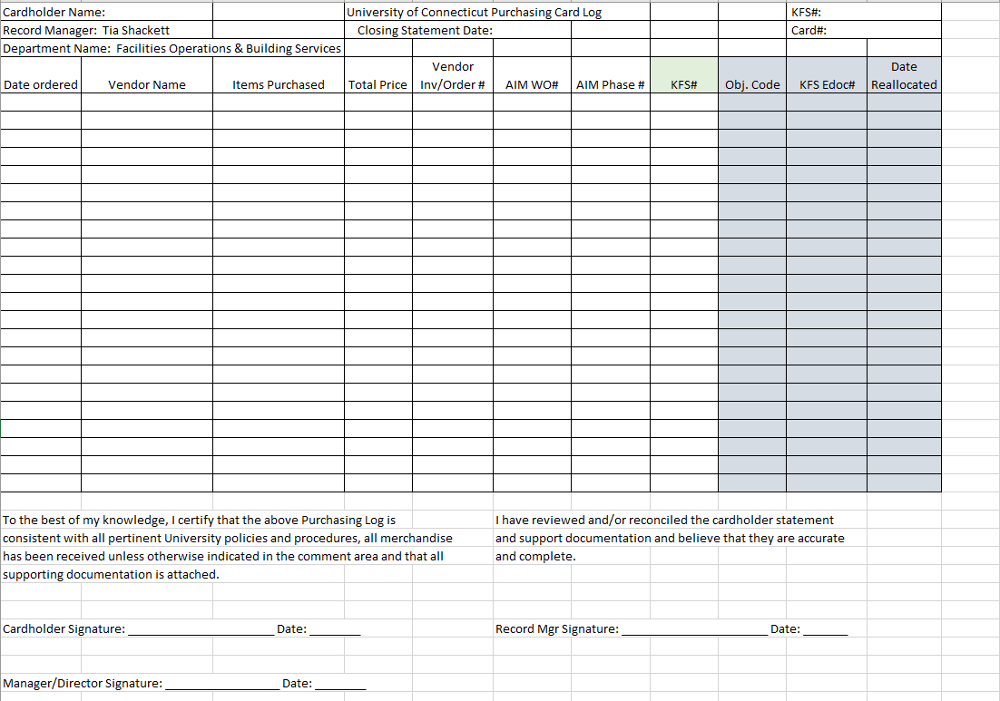 Cardholder Name: University of Connecticut Purchasing Card Log KFS#:
Record Manager: Tia Shackett Closing Statement Date: Card#:
Department Name: Facilities Operations & Building Services
Date ordered Vendor Name Items Purchased Total Price Vendor Inv/Order # AIM WO# AIM Phase # KFS# Obj. Code KFS Edoc# Date Reallocated
To the best of my knowledge, I certify that the above Purchasing Log is
consistent with all pertinent University policies and procedures, all merchandise
has been received unless otherwise indicated in the comment area and that all
supporting documentation is attached.
I have reviewed and/or reconciled the cardholder statement
and support documentation and believe that they are accurate
and complete.
Cardholder Signature: ______________________ Date: ________
Record Mgr Signature: ______________________ Date: _______
Manager/Director Signature: _________________ Date: ________